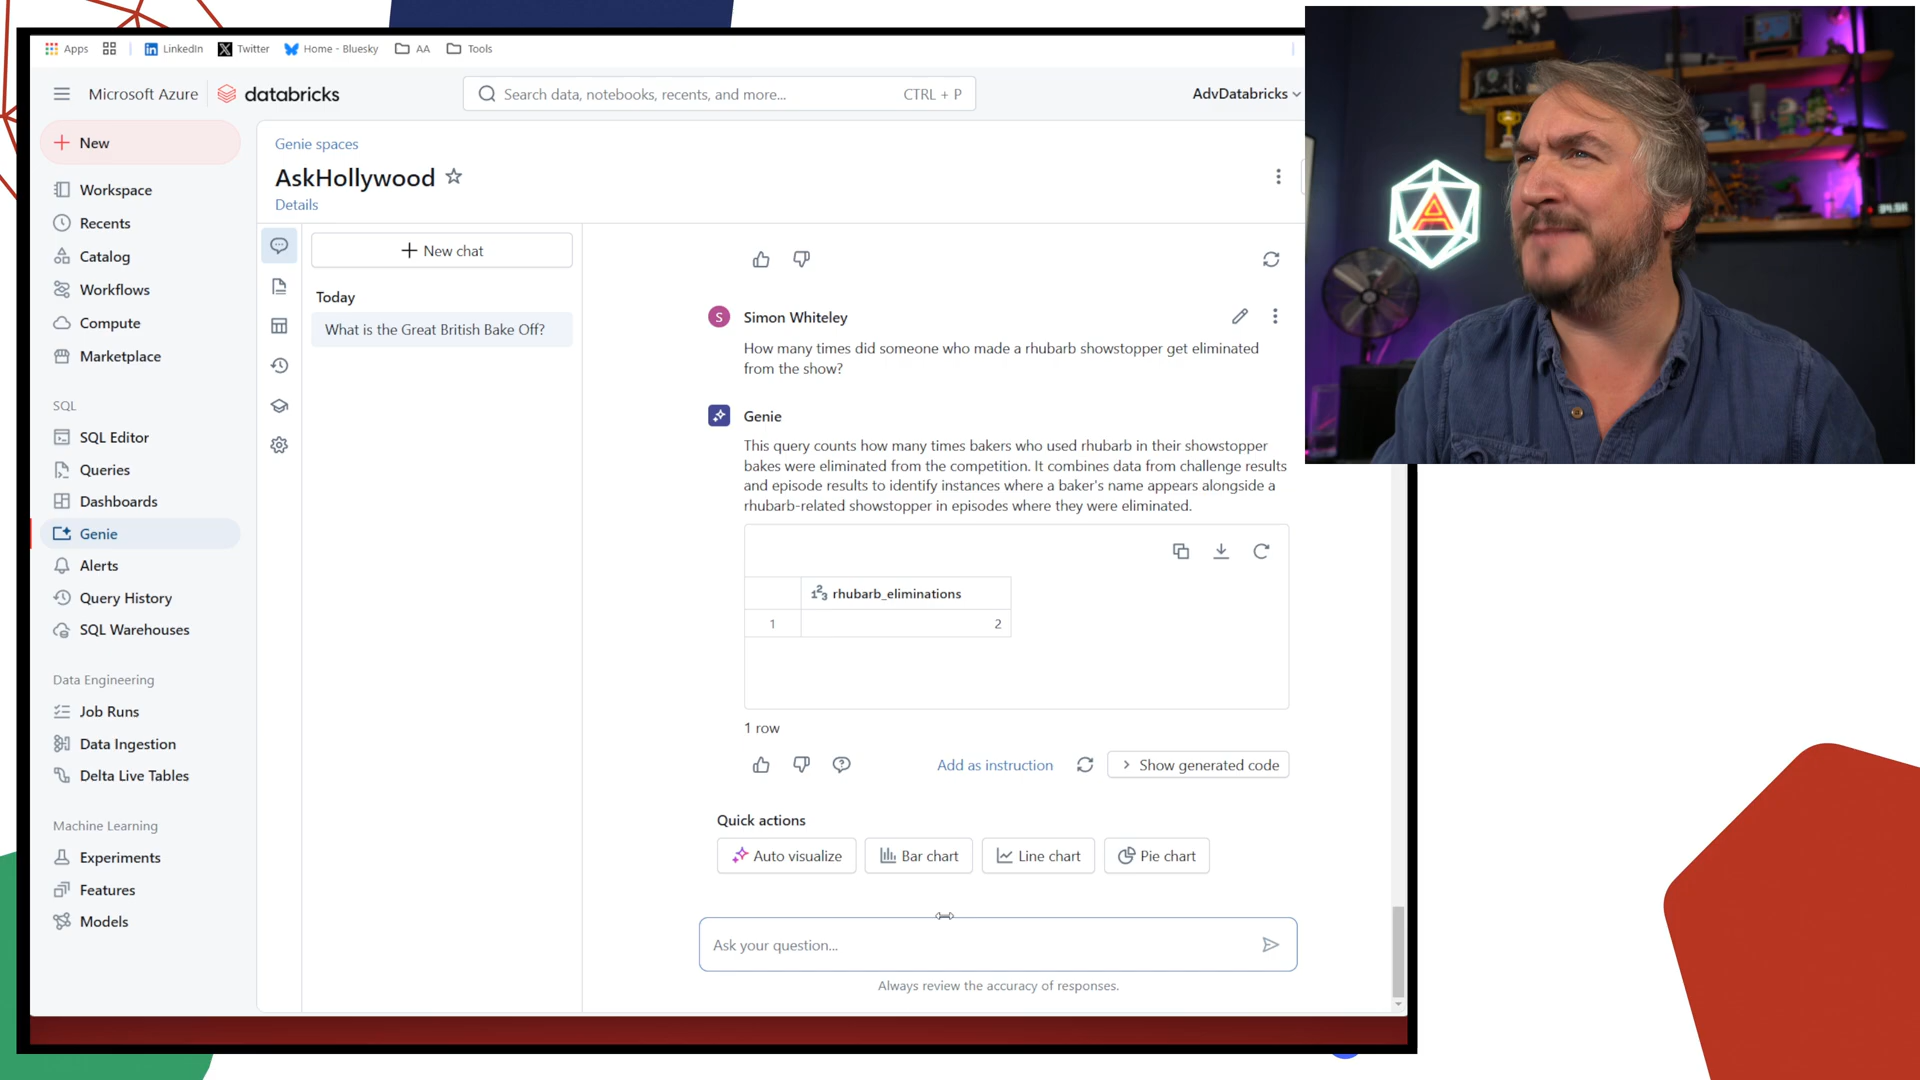 Apps
LinkedIn
Twitter
Home - Bluesky
AA
Tools
Microsoft Azure
databricks
Search data, notebooks, recents, and more...
CTRL + P
AdvDatabricks
New
Workspace
Recents
Catalog
Workflows
Compute
Marketplace
SQL
SQL Editor
Queries
Dashboards
Genie
Alerts
Query History
SQL Warehouses
Data Engineering
Job Runs
Data Ingestion
Delta Live Tables
Machine Learning
Experiments
Features
Models
Genie spaces
AskHollywood
Details
New chat
Today
What is the Great British Bake Off?
S
Simon Whiteley
How many times did someone who made a rhubarb showstopper get eliminated
from the show?
Genie
This query counts how many times bakers who used rhubarb in their showstopper
bakes were eliminated from the competition. It combines data from challenge results
and episode results to identify instances where a baker's name appears alongside a
rhubarb-related showstopper in episodes where they were eliminated.
rhubarb_eliminations
1 2
1 row
Add as instruction
Show generated code
Quick actions
Auto visualize
Bar chart
Line chart
Pie chart
Ask your question...
Always review the accuracy of responses.
A